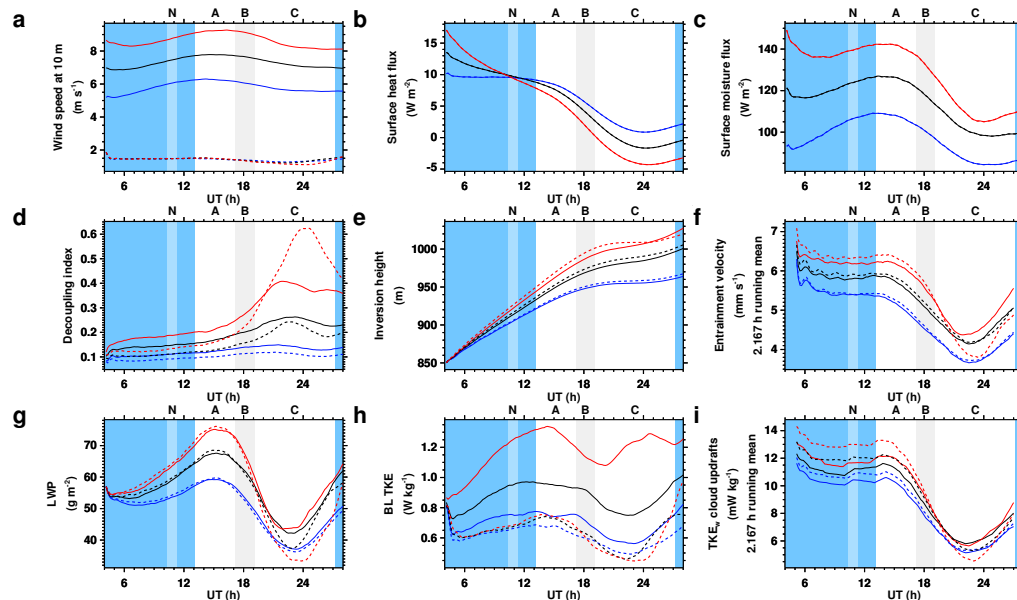 a b c
N A B C
N A B C
N A B C
Wind speed at 10 m
(m s⁻¹)
8
6
4
2
6 12 18 24
UT (h)
Surface heat flux
(W m⁻²)
15
10
5
0
-5
6 12 18 24
UT (h)
Surface moisture flux
(W m⁻²)
140
120
100
6 12 18 24
UT (h)
d e f
N A B C
N A B C
N A B C
Decoupling index
0.6
0.5
0.4
0.3
0.2
0.1
6 12 18 24
UT (h)
Inversion height
(m)
1000
950
900
850
6 12 18 24
UT (h)
Entrainment velocity
(mm s⁻¹)
2.167 h running mean
7
6
5
4
6 12 18 24
UT (h)
g h i
N A B C
N A B C
N A B C
LWP
(g m⁻²)
70
60
50
40
6 12 18 24
UT (h)
BL TKE
(W kg⁻¹)
1.2
1.0
0.8
0.6
6 12 18 24
UT (h)
TKEw cloud updrafts
(mW kg⁻¹)
2.167 h running mean
14
12
10
8
6
6 12 18 24
UT (h)